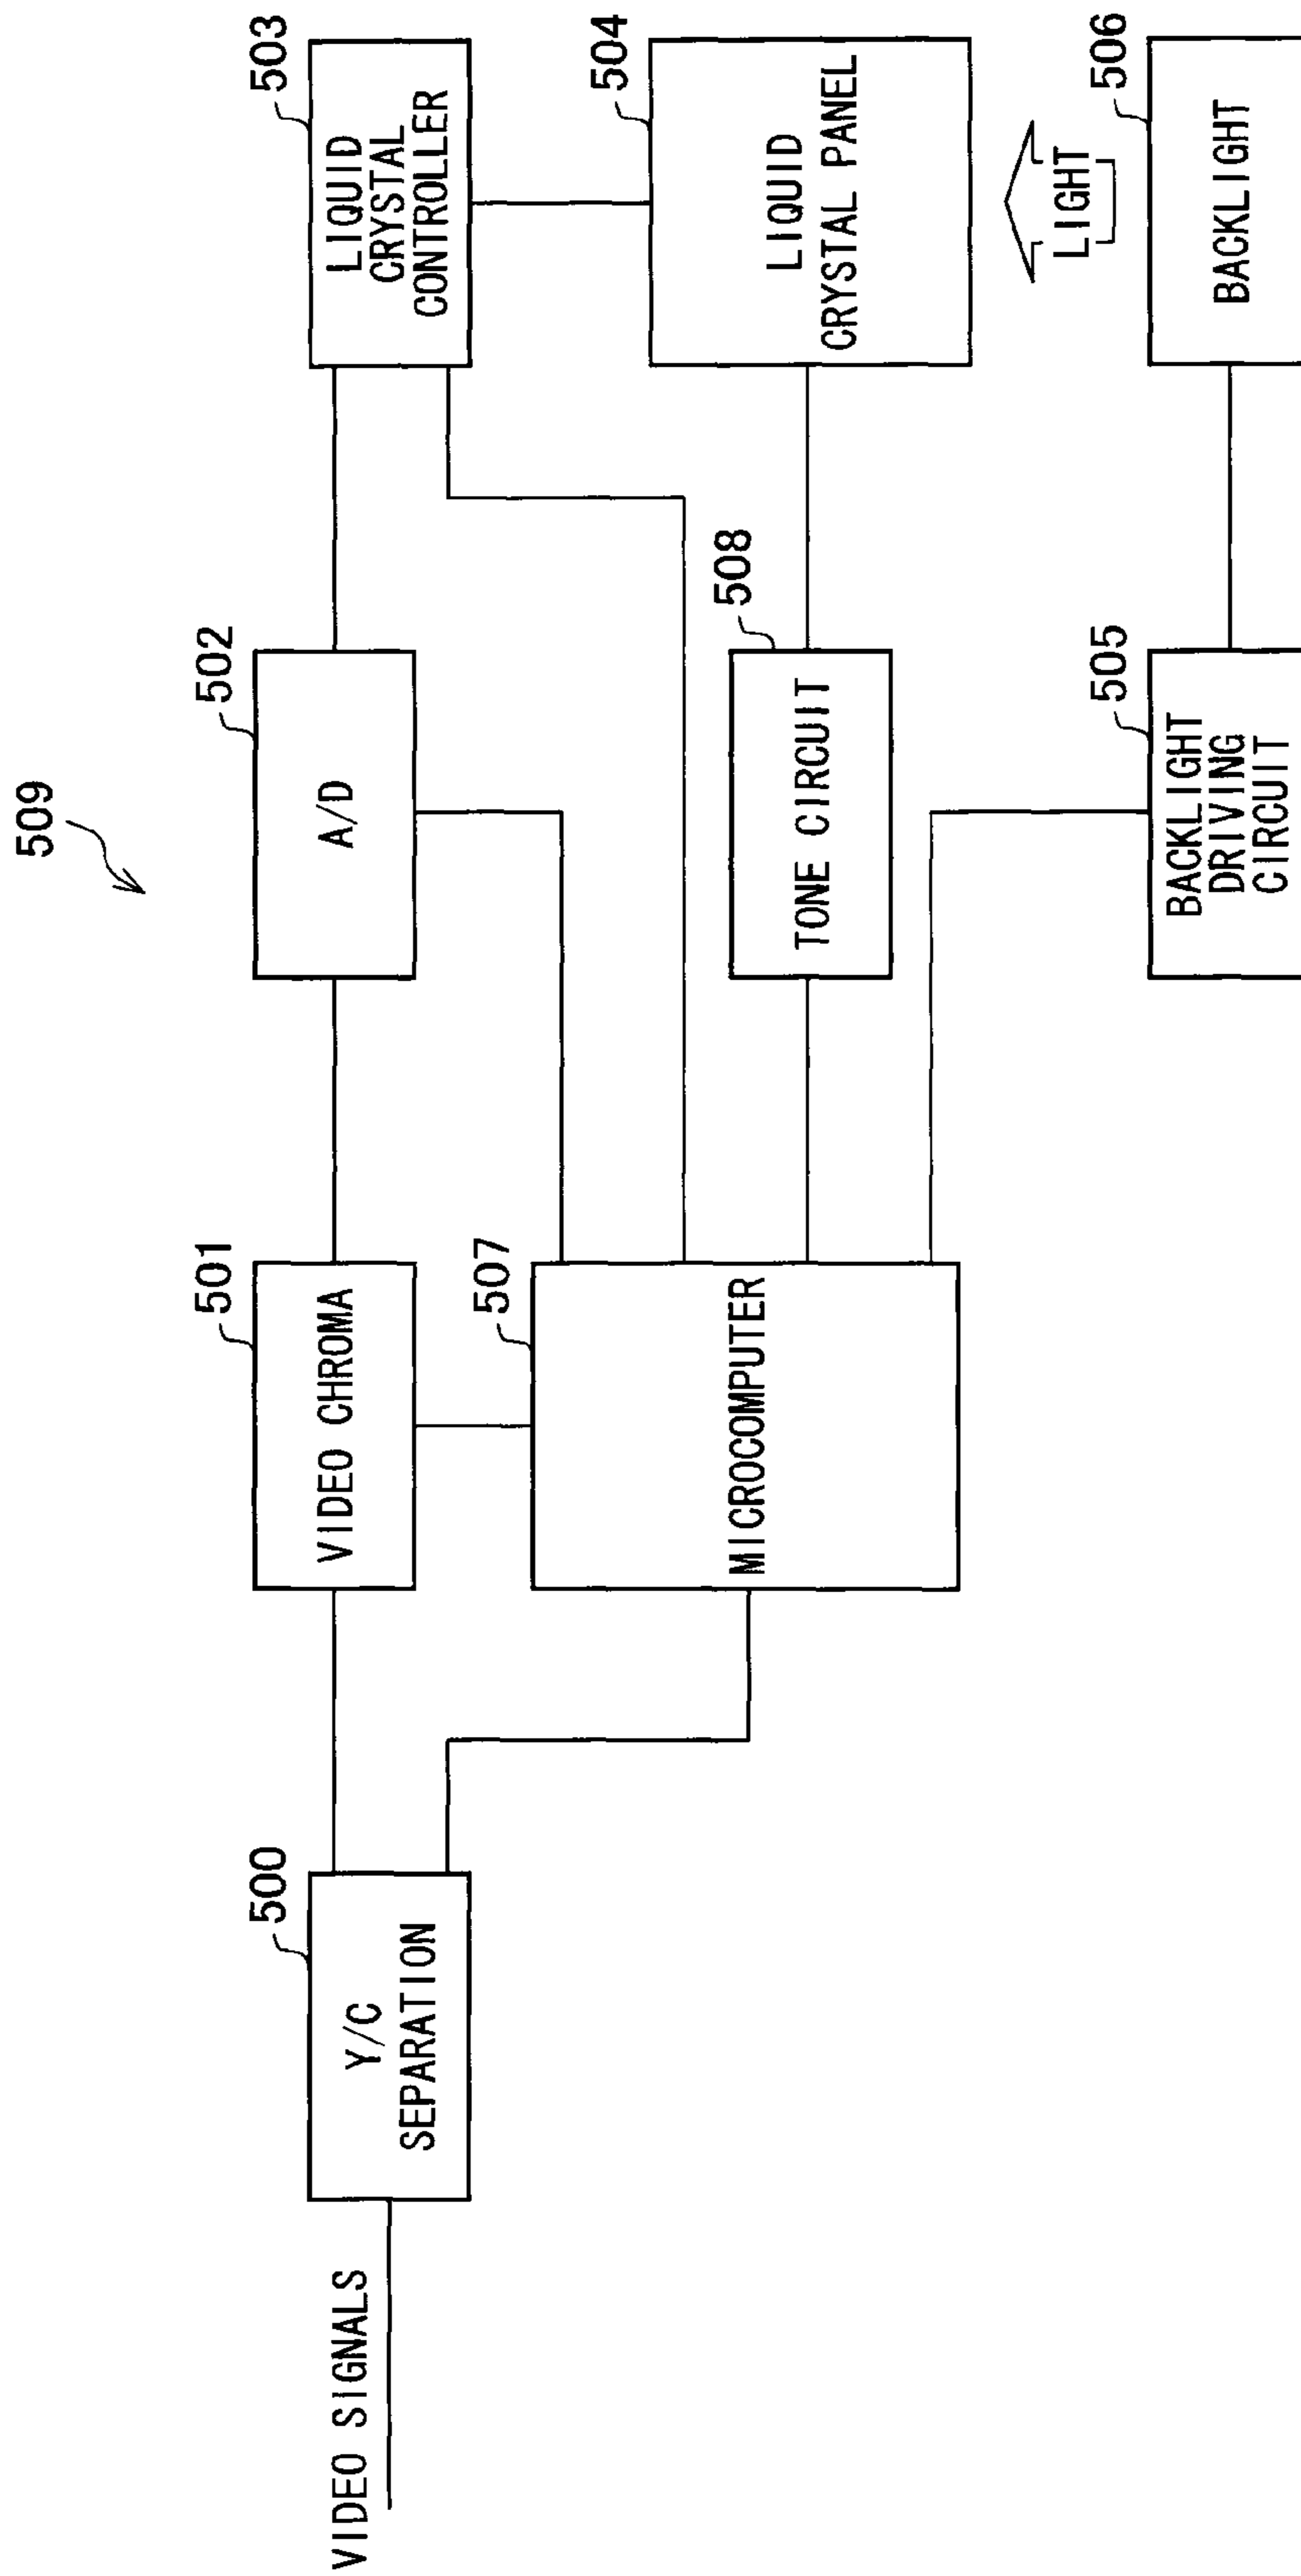 509
VIDEO SIGNALS
500
Y/C
SEPARATION
501
VIDEO CHROMA
502
A/D
503
LIQUID
CRYSTAL
CONTROLLER
507
MICROCOMPUTER
508
TONE CIRCUIT
504
LIQUID
CRYSTAL PANEL
LIGHT
505
BACKLIGHT
DRIVING
CIRCUIT
506
BACKLIGHT